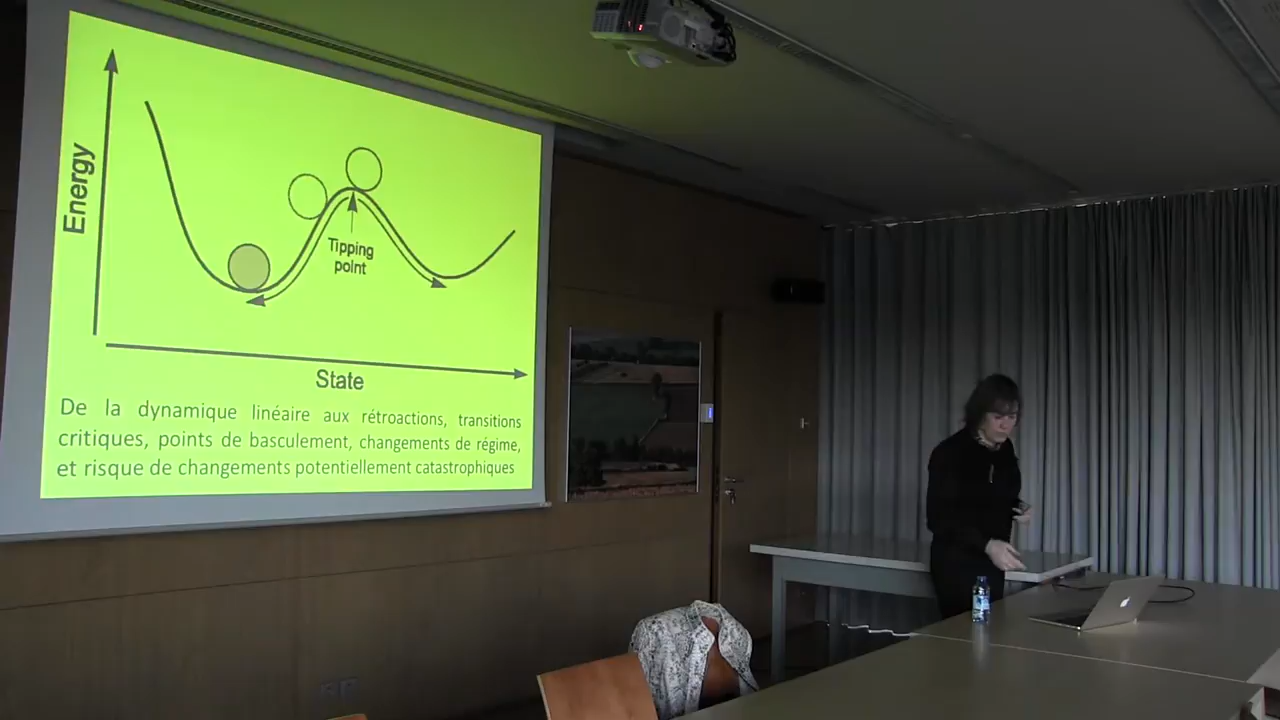 Energy
Tipping
point
State
De la dynamique linéaire aux rétroactions, transitions
critiques, points de basculement, changements de régime,
et risque de changements potentiellement catastrophiques